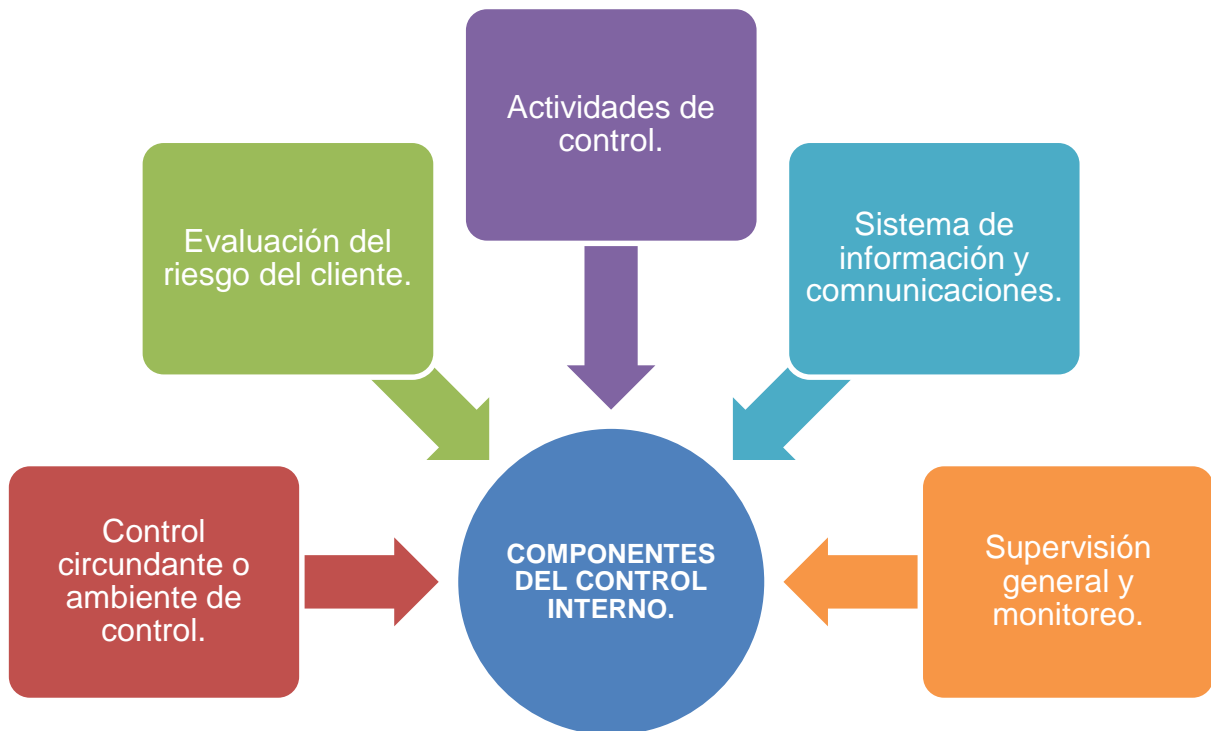 Actividades de
control.
Evaluación del
riesgo del cliente.
Sistema de
información y
comnunicaciones.
Control
circundante o
ambiente de
control.
COMPONENTES
DEL CONTROL
INTERNO.
Supervisión
general y
monitoreo.